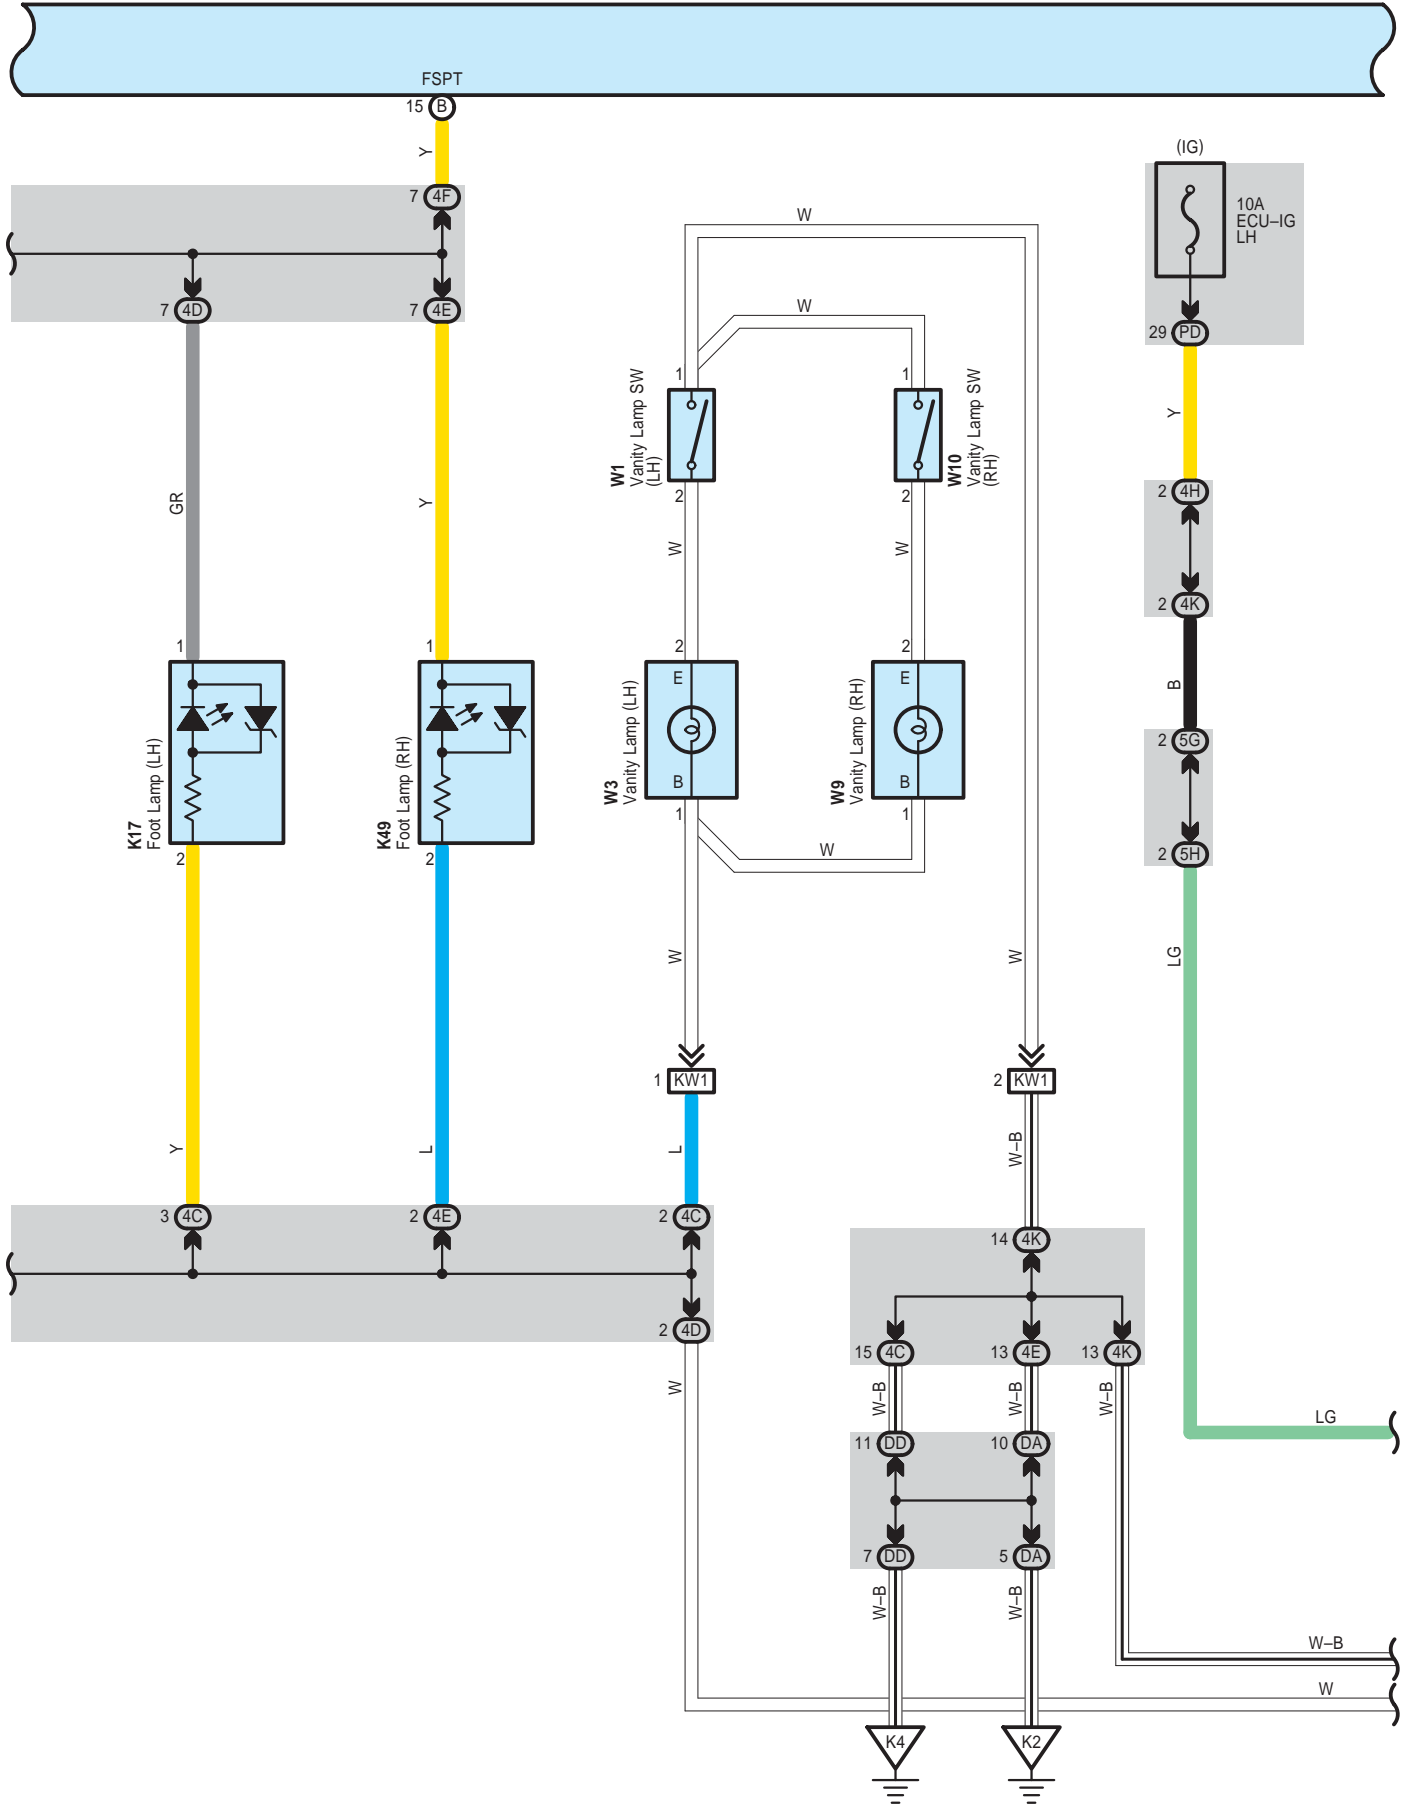 FSPT
15 B
Y
(IG)
10A
ECU–IG
LH
7 4F
W
7 4D
7 4E
W
29 PD
1
1
Y
GR
Y
W1
Vanity Lamp SW
(LH)
W10
Vanity Lamp SW
(RH)
2
2
2 4H
W
W
2 4K
1
1
2
2
E
E
B
K17
Foot Lamp (LH)
K49
Foot Lamp (RH)
W3
Vanity Lamp (LH)
W9
Vanity Lamp (RH)
2 5G
B
B
1
1
2
2
W
2 5H
W
W
LG
1 KW1
2 KW1
Y
L
L
W–B
3 4C
2 4E
2 4C
14 4K
2 4D
15 4C
13 4E
13 4K
W
W–B
W–B
W–B
LG
11 DD
10 DA
7 DD
5 DA
W–B
W–B
W–B
W
K4
K2